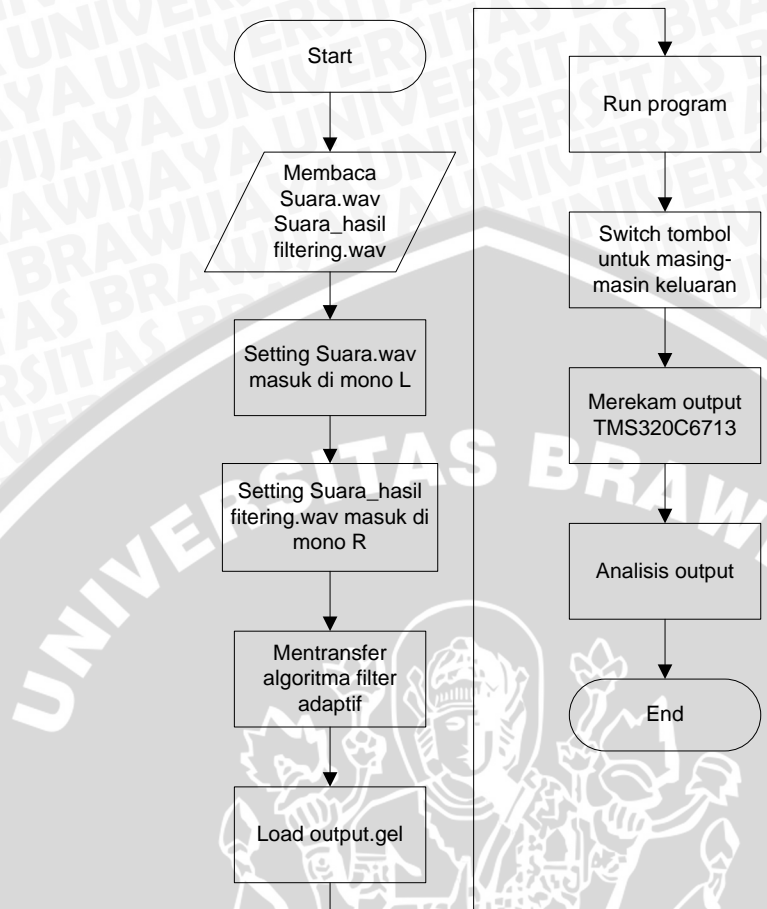 Start
Membaca
Suara.wav
Suara_hasil
filtering.wav
Setting Suara.wav
masuk di mono L
Setting Suara_hasil
fitering.wav masuk di
mono R
Mentransfer
algoritma filter
adaptif
Load output.gel
Run program
Switch tombol
untuk masing-
masin keluaran
Merekam output
TMS320C6713
Analisis output
End
UNIVERSITAS BRAW